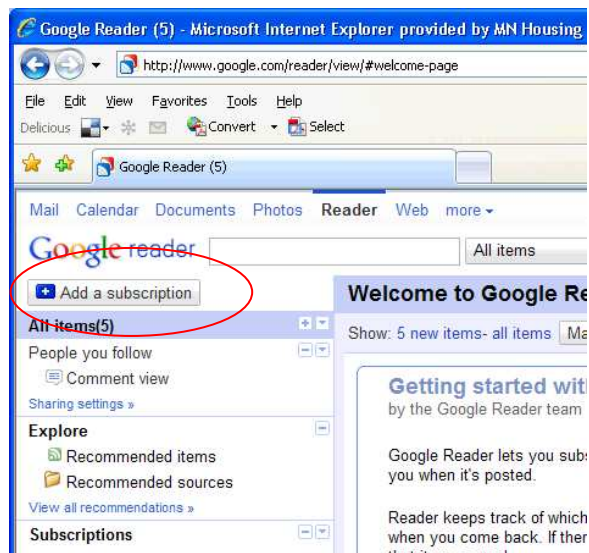 Google Reader (5) - Microsoft Internet Explorer provided by MN Housing
http://www.google.com/reader/view/#welcome-page
File Edit View Favorites Tools Help
Delicious Convert Select
Google Reader (5)
Mail Calendar Documents Photos Reader Web more
Google reader All items
Add a subscription
Welcome to Google Re
All items(5)
Show: 5 new items- all items Ma
People you follow
Comment view
Getting started wit
Sharing settings »
by the Google Reader team
Explore
Recommended items
Google Reader lets you subs
Recommended sources
you when it's posted.
View all recommendations »
Reader keeps track of which
Subscriptions
when you come back. If ther